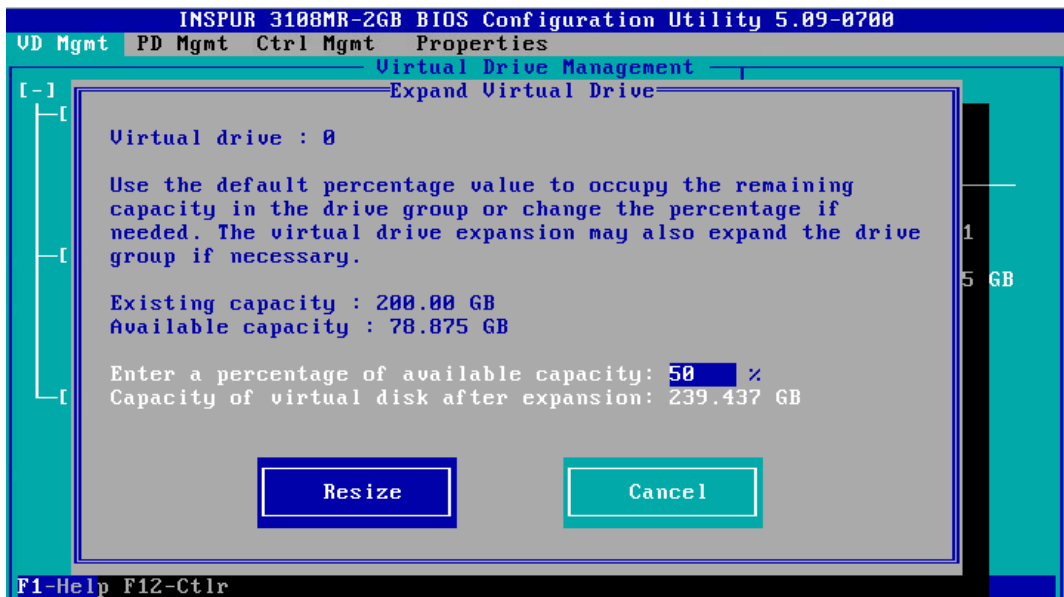 INSPUR 3108MR-2GB BIOS Configuration Utility 5.09-0700
VD Mgmt PD Mgmt Ctrl Mgmt Properties
Virtual Drive Management
[-]
Expand Virtual Drive
Virtual drive : 0
Use the default percentage value to occupy the remaining
capacity in the drive group or change the percentage if
needed. The virtual drive expansion may also expand the drive
group if necessary.
1
5 GB
Existing capacity : 200.00 GB
Available capacity : 78.875 GB
Enter a percentage of available capacity: 50 %
Capacity of virtual disk after expansion: 239.437 GB
Resize Cancel
F1-Help F12-Ctlr